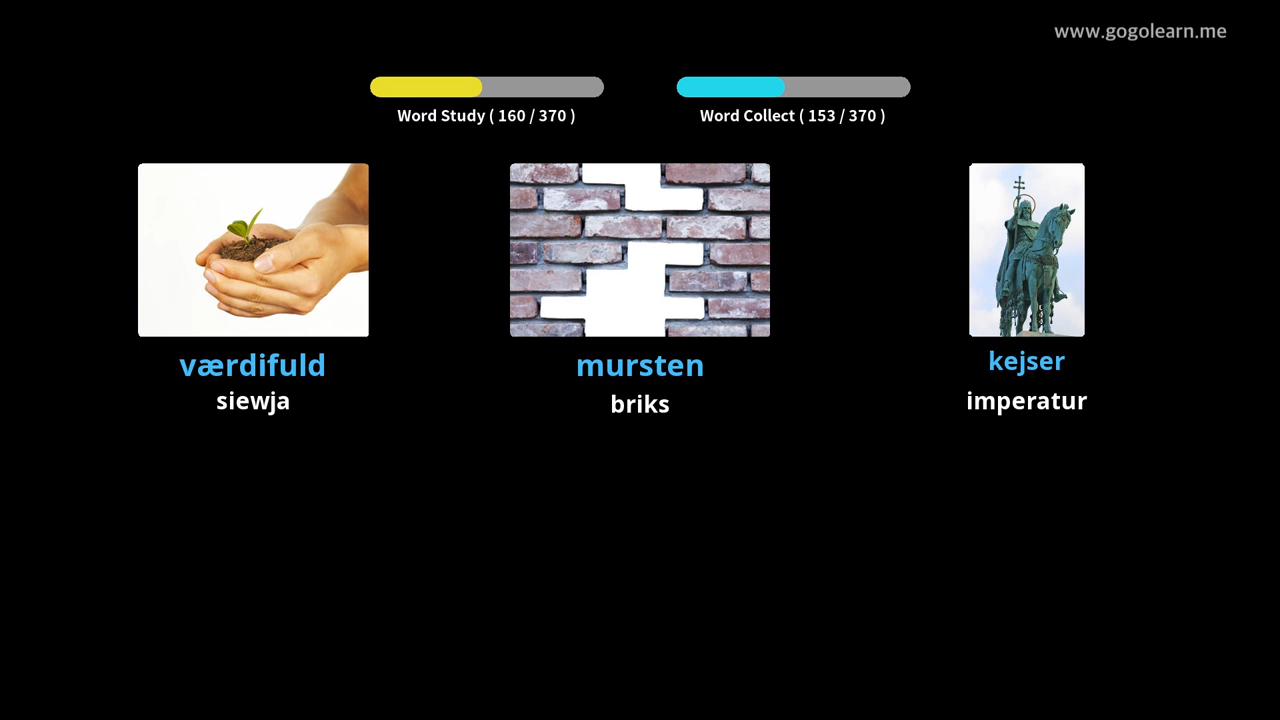 www.gogolearn.me
Word Study ( 160 / 370 )
Word Collect ( 153 / 370 )
værdifuld
siewja
mursten
briks
kejser
imperatur